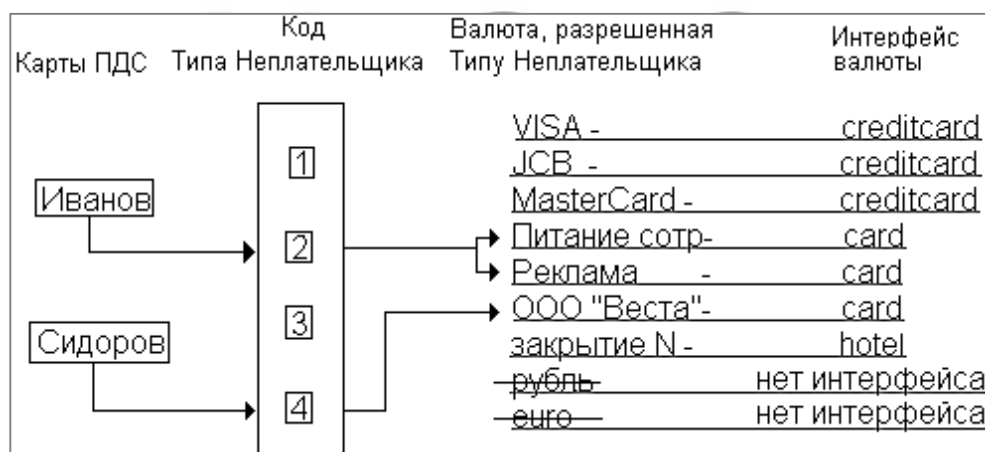 Карты ПДС
Код
Типа Неплательщика
Валюта, разрешенная
Типу Неплательщика
Интерфейс
валюты
Иванов
Сидоров
1
2
3
4
VISA - creditcard
JCB - creditcard
MasterCard - creditcard
Питание сотр- card
Реклама - card
ООО "Веста"- card
закрытие N - hotel
рубль нет интерфейса
euro нет интерфейса